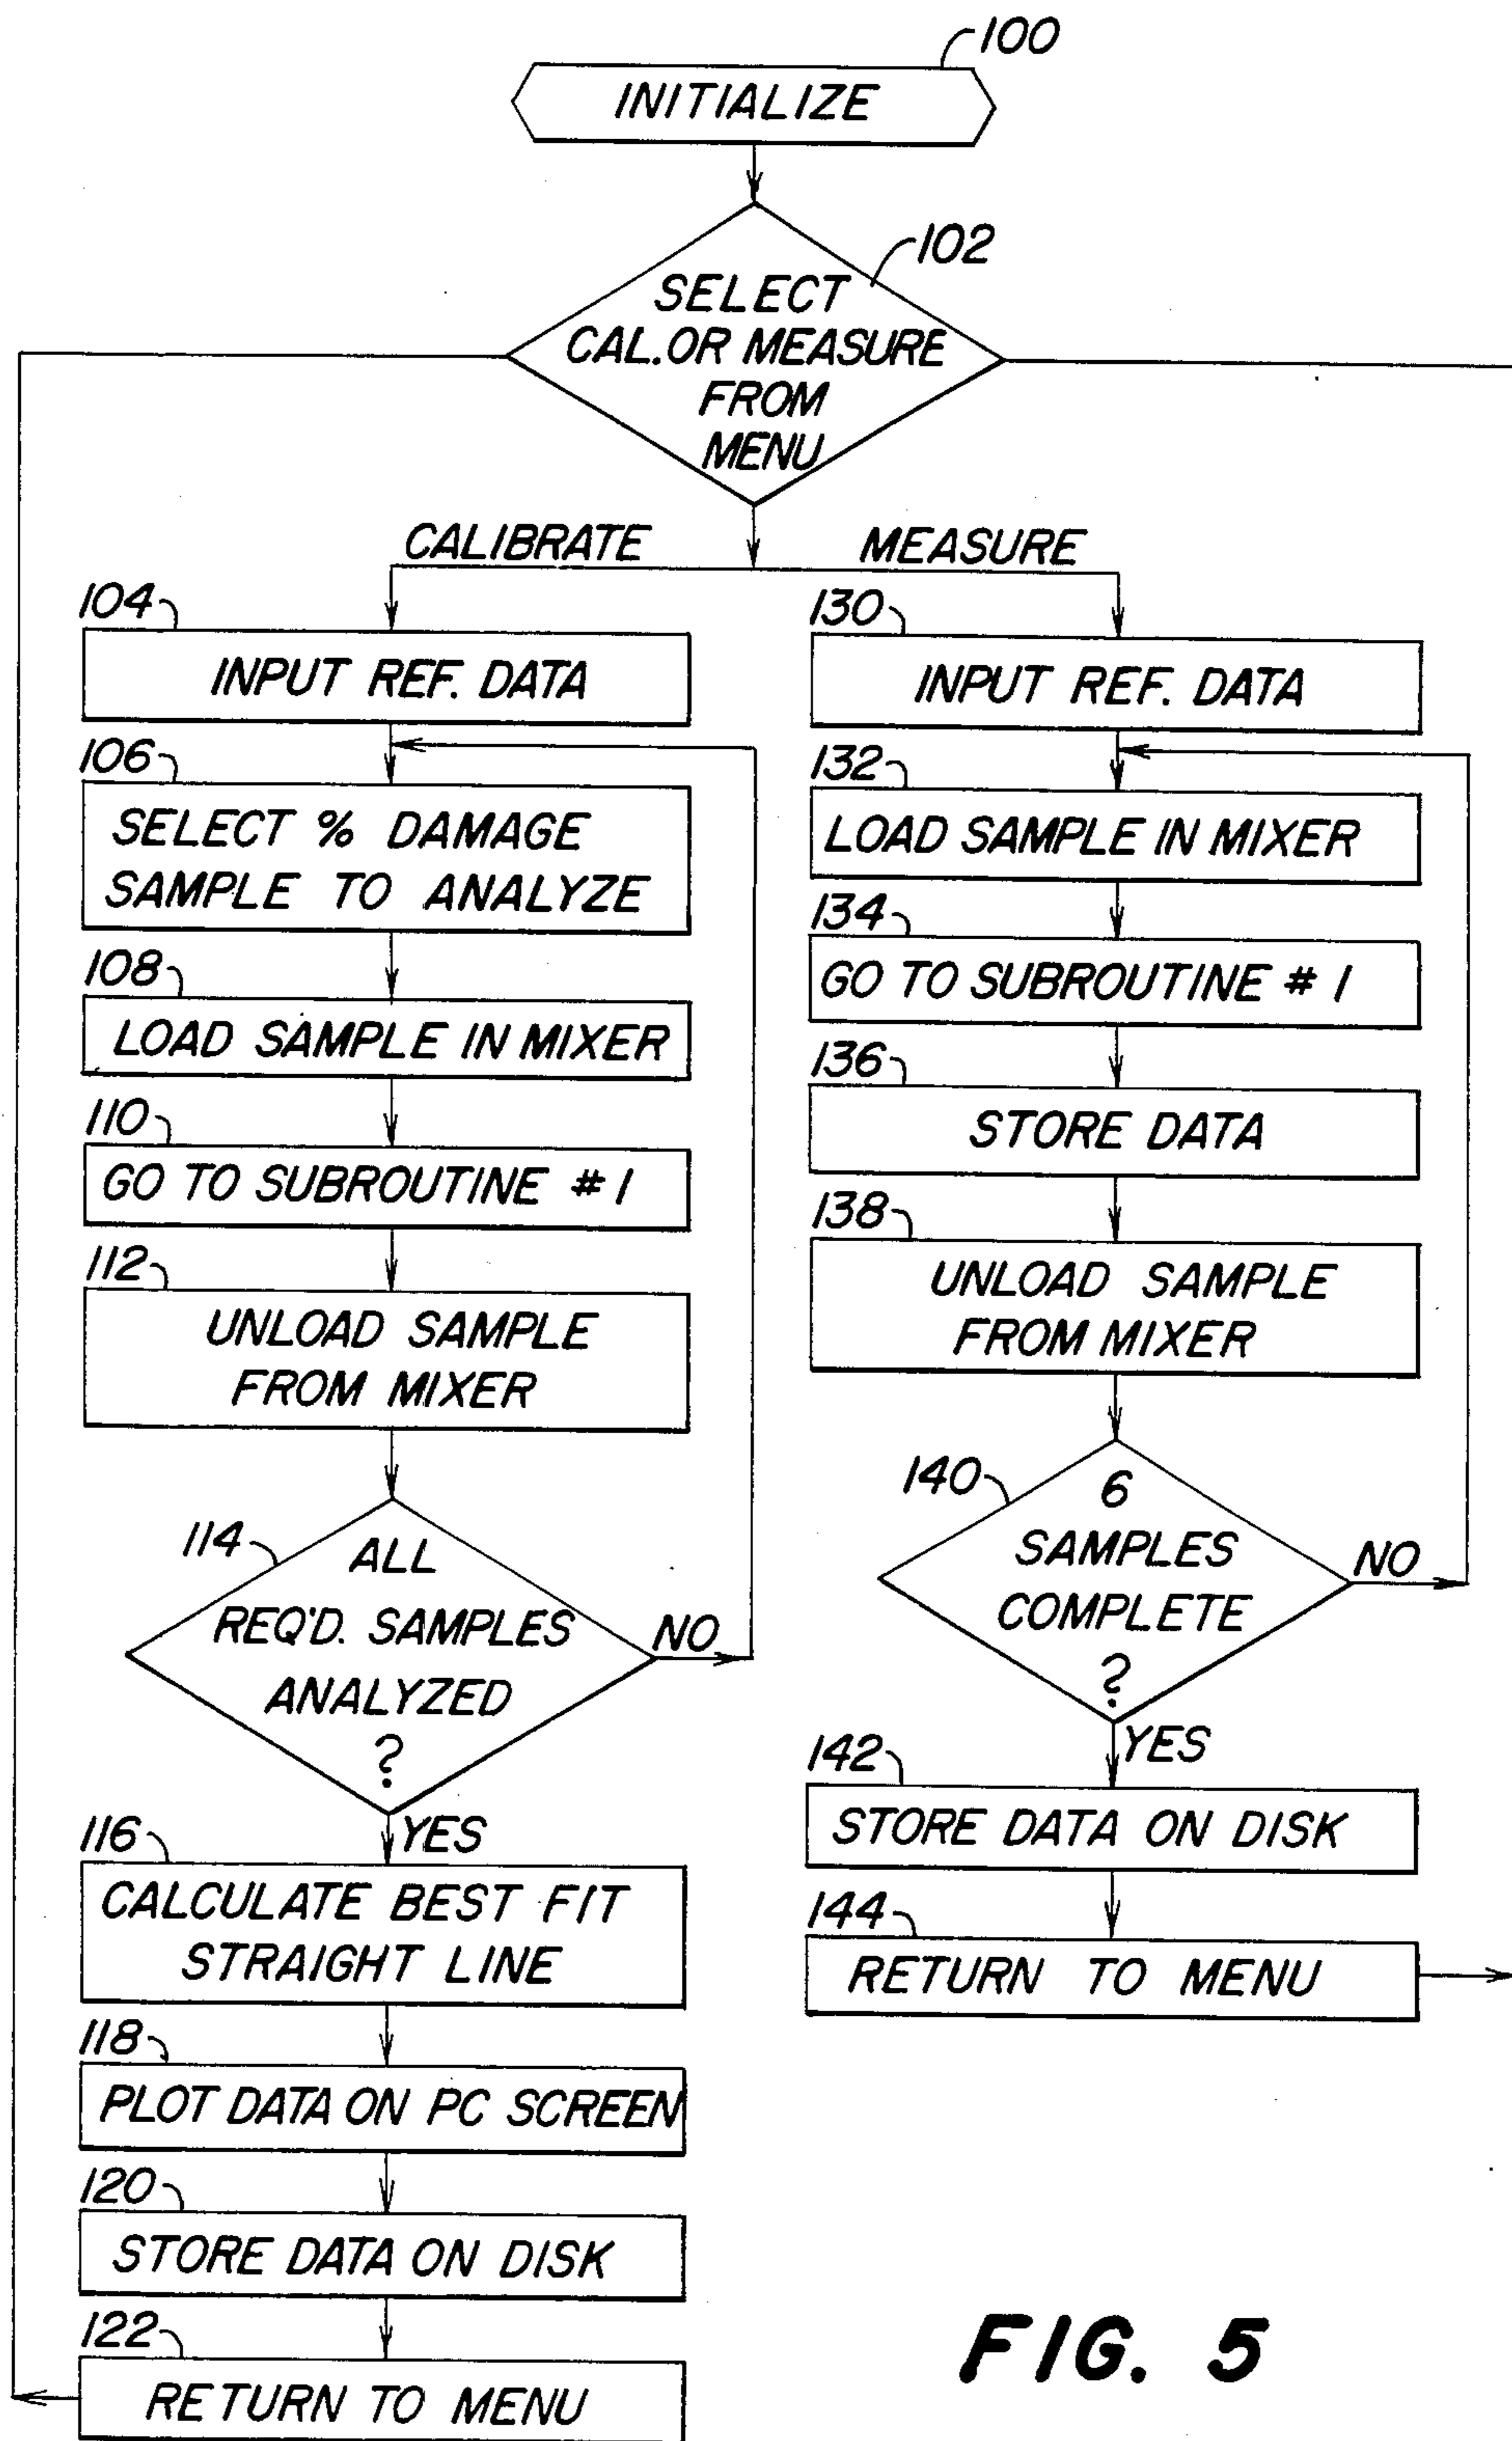 100
INITIALIZE
102
SELECT
CAL. OR MEASURE
FROM
MENU
CALIBRATE
MEASURE
104
INPUT REF. DATA
106
SELECT % DAMAGE
SAMPLE TO ANALYZE
108
LOAD SAMPLE IN MIXER
110
GO TO SUBROUTINE # 1
112
UNLOAD SAMPLE
FROM MIXER
114
ALL
REQ'D. SAMPLES
ANALYZED
?
NO
YES
116
CALCULATE BEST FIT
STRAIGHT LINE
118
PLOT DATA ON PC SCREEN
120
STORE DATA ON DISK
122
RETURN TO MENU
130
INPUT REF. DATA
132
LOAD SAMPLE IN MIXER
134
GO TO SUBROUTINE # 1
136
STORE DATA
138
UNLOAD SAMPLE
FROM MIXER
140
6
SAMPLES
COMPLETE
?
NO
YES
142
STORE DATA ON DISK
144
RETURN TO MENU
FIG. 5